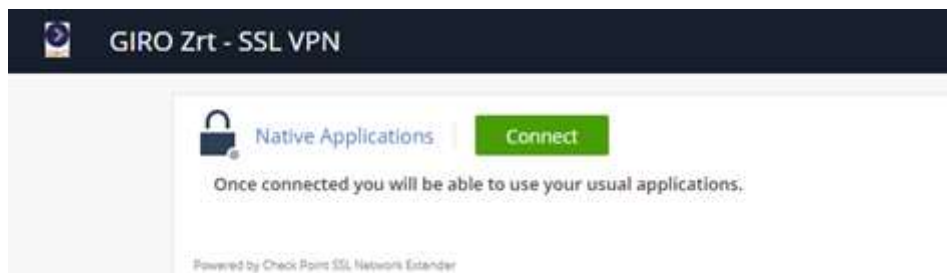 GIRO Zrt - SSL VPN
Native Applications
Connect
Once connected you will be able to use your usual applications.
Powered by Check Point SSL Network Extender